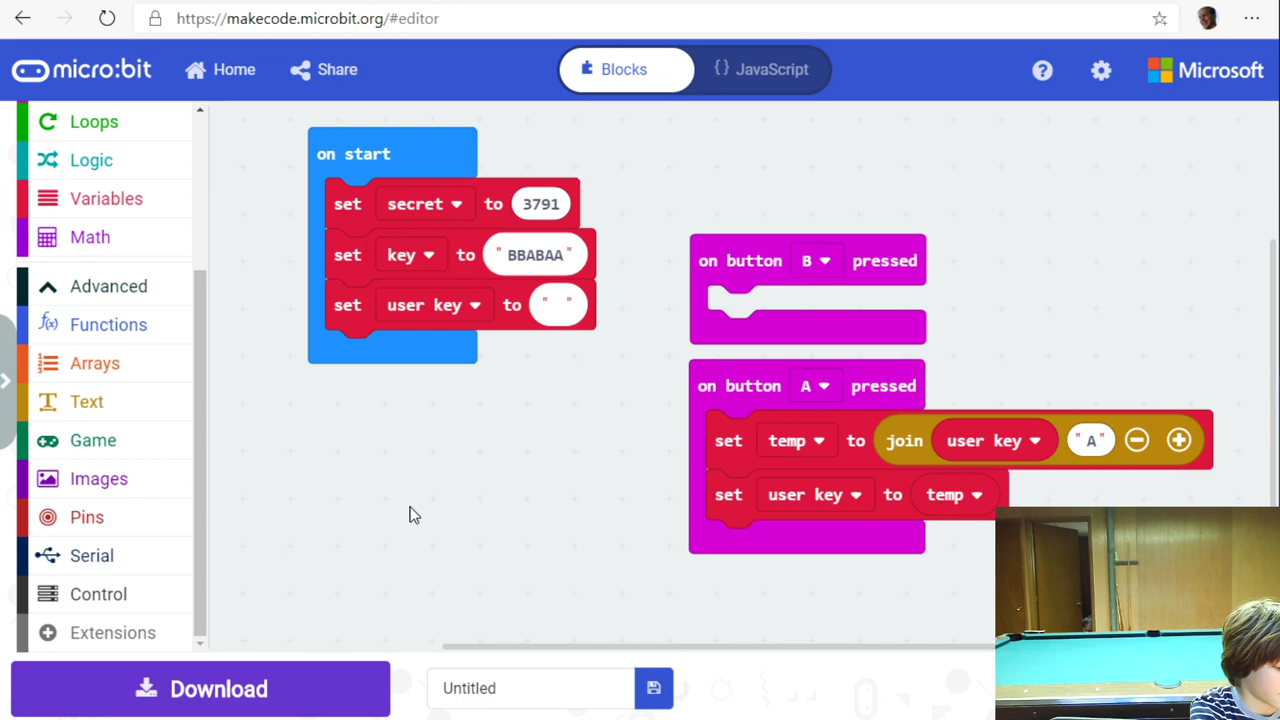 https://makecode.microbit.org/#editor
micro:bit
Home
Share
Blocks
{} JavaScript
?
Microsoft
Loops
Logic
Variables
Math
Advanced
f(x) Functions
Arrays
Text
Game
Images
Pins
Serial
Control
Extensions
on start
set secret to 3791
set key to "BBABAA"
set user key to " "
on button B pressed
on button A pressed
set temp to join user key "A"
set user key to temp
Download
Untitled